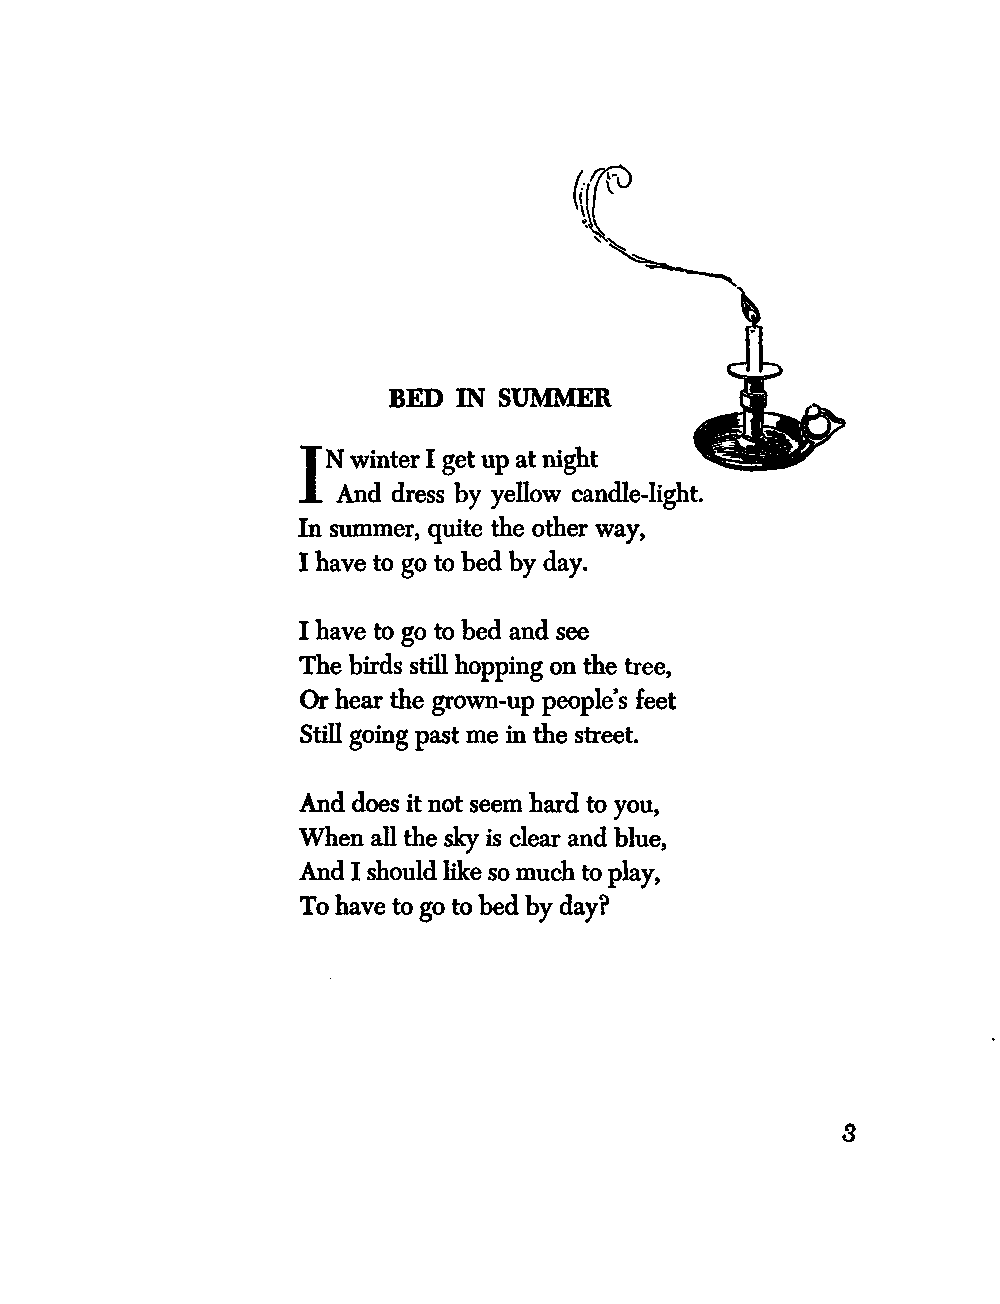 BED IN SUMMER
IN winter I get up at night
And dress by yellow candle-light.
In summer, quite the other way,
I have to go to bed by day.
I have to go to bed and see
The birds still hopping on the tree,
Or hear the grown-up people's feet
Still going past me in the street.
And does it not seem hard to you,
When all the sky is clear and blue,
And I should like so much to play,
To have to go to bed by day?
3